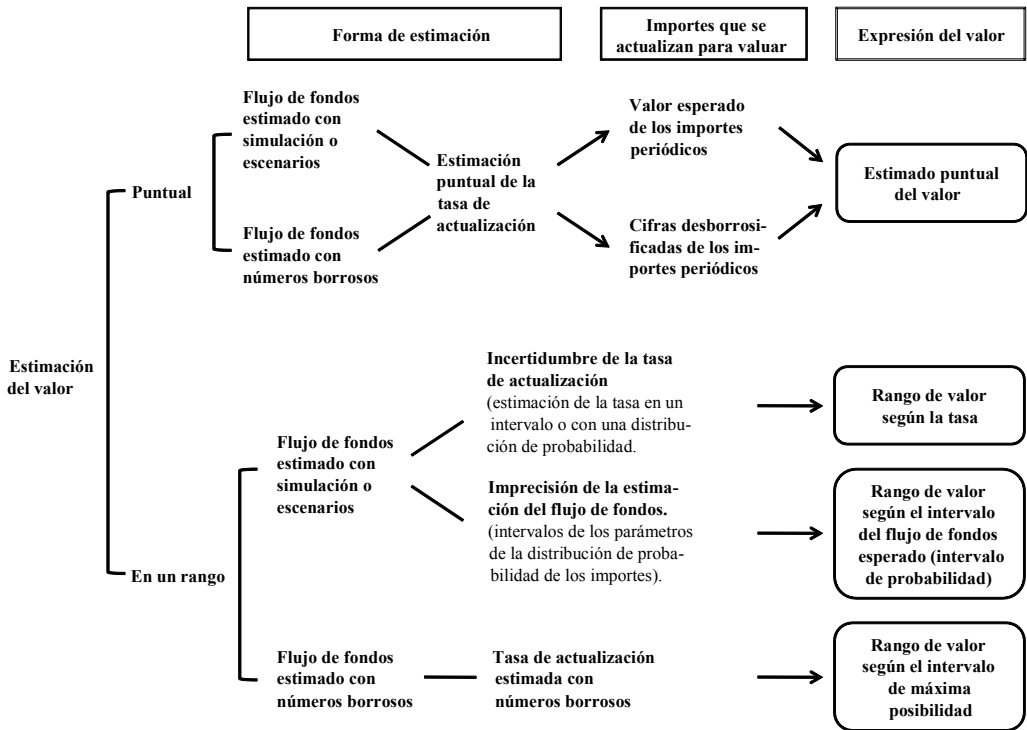 Forma de estimación
Importes que se
actualizan para valuar
Expresión del valor
Estimación
del valor
Puntual
Flujo de fondos
estimado con
simulación o
escenarios
Flujo de fondos
estimado con
números borrosos
Estimación
puntual de la
tasa de
actualización
Valor esperado
de los importes
periódicos
Cifras desborrosi-
ficadas de los im-
portes periódicos
Estimado puntual
del valor
En un rango
Flujo de fondos
estimado con
simulación o
escenarios
Incertidumbre de la tasa
de actualización
(estimación de la tasa en un
intervalo o con una distribu-
ción de probabilidad.
Rango de valor
según la tasa
Imprecisión de la estima-
ción del flujo de fondos.
(intervalos de los parámetros
de la distribución de proba-
bilidad de los importes).
Rango de valor
según el intervalo
del flujo de fondos
esperado (intervalo
de probabilidad)
Flujo de fondos
estimado con
números borrosos
Tasa de actualización
estimada con
números borrosos
Rango de valor
según el intervalo
de máxima
posibilidad